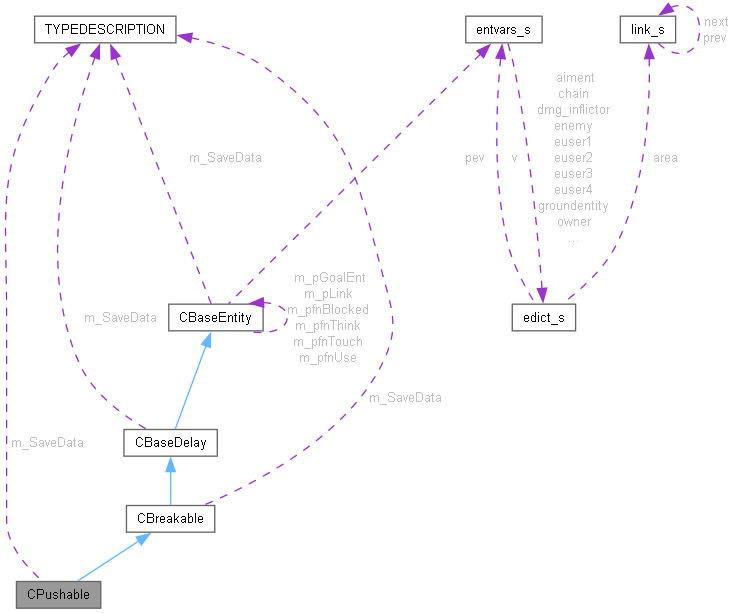 TYPEDESCRIPTION
entvars_s
link_s
next
prev
aiment
chain
dmg_inflictor
enemy
euser1
euser2
euser3
euser4
groundentity
owner
...
m_SaveData
pev
v
area
m_pGoalEnt
m_pLink
m_pfnBlocked
m_pfnThink
m_pfnTouch
m_pfnUse
CBaseEntity
edict_s
m_SaveData
m_SaveData
CBaseDelay
m_SaveData
CBreakable
CPushable